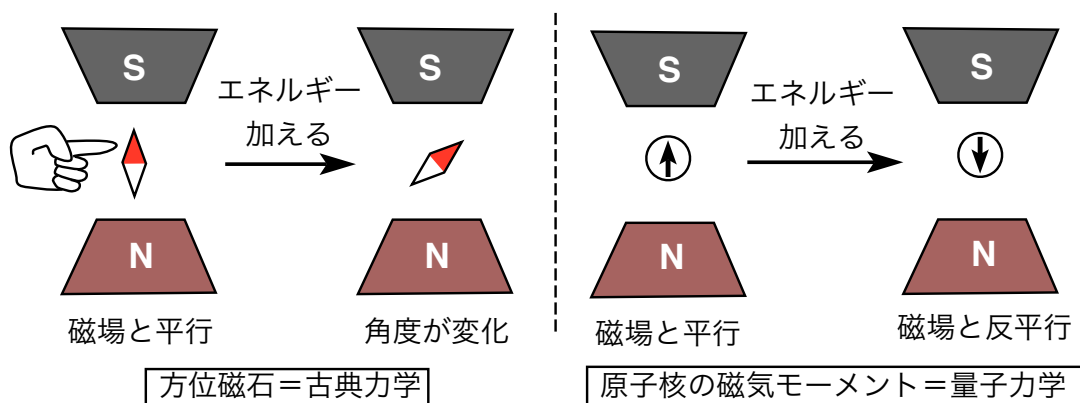 S
エネルギー
加える
S
N
N
磁場と平行
角度が変化
方位磁石＝古典力学
S
エネルギー
加える
S
N
N
磁場と平行
磁場と反平行
原子核の磁気モーメント＝量子力学